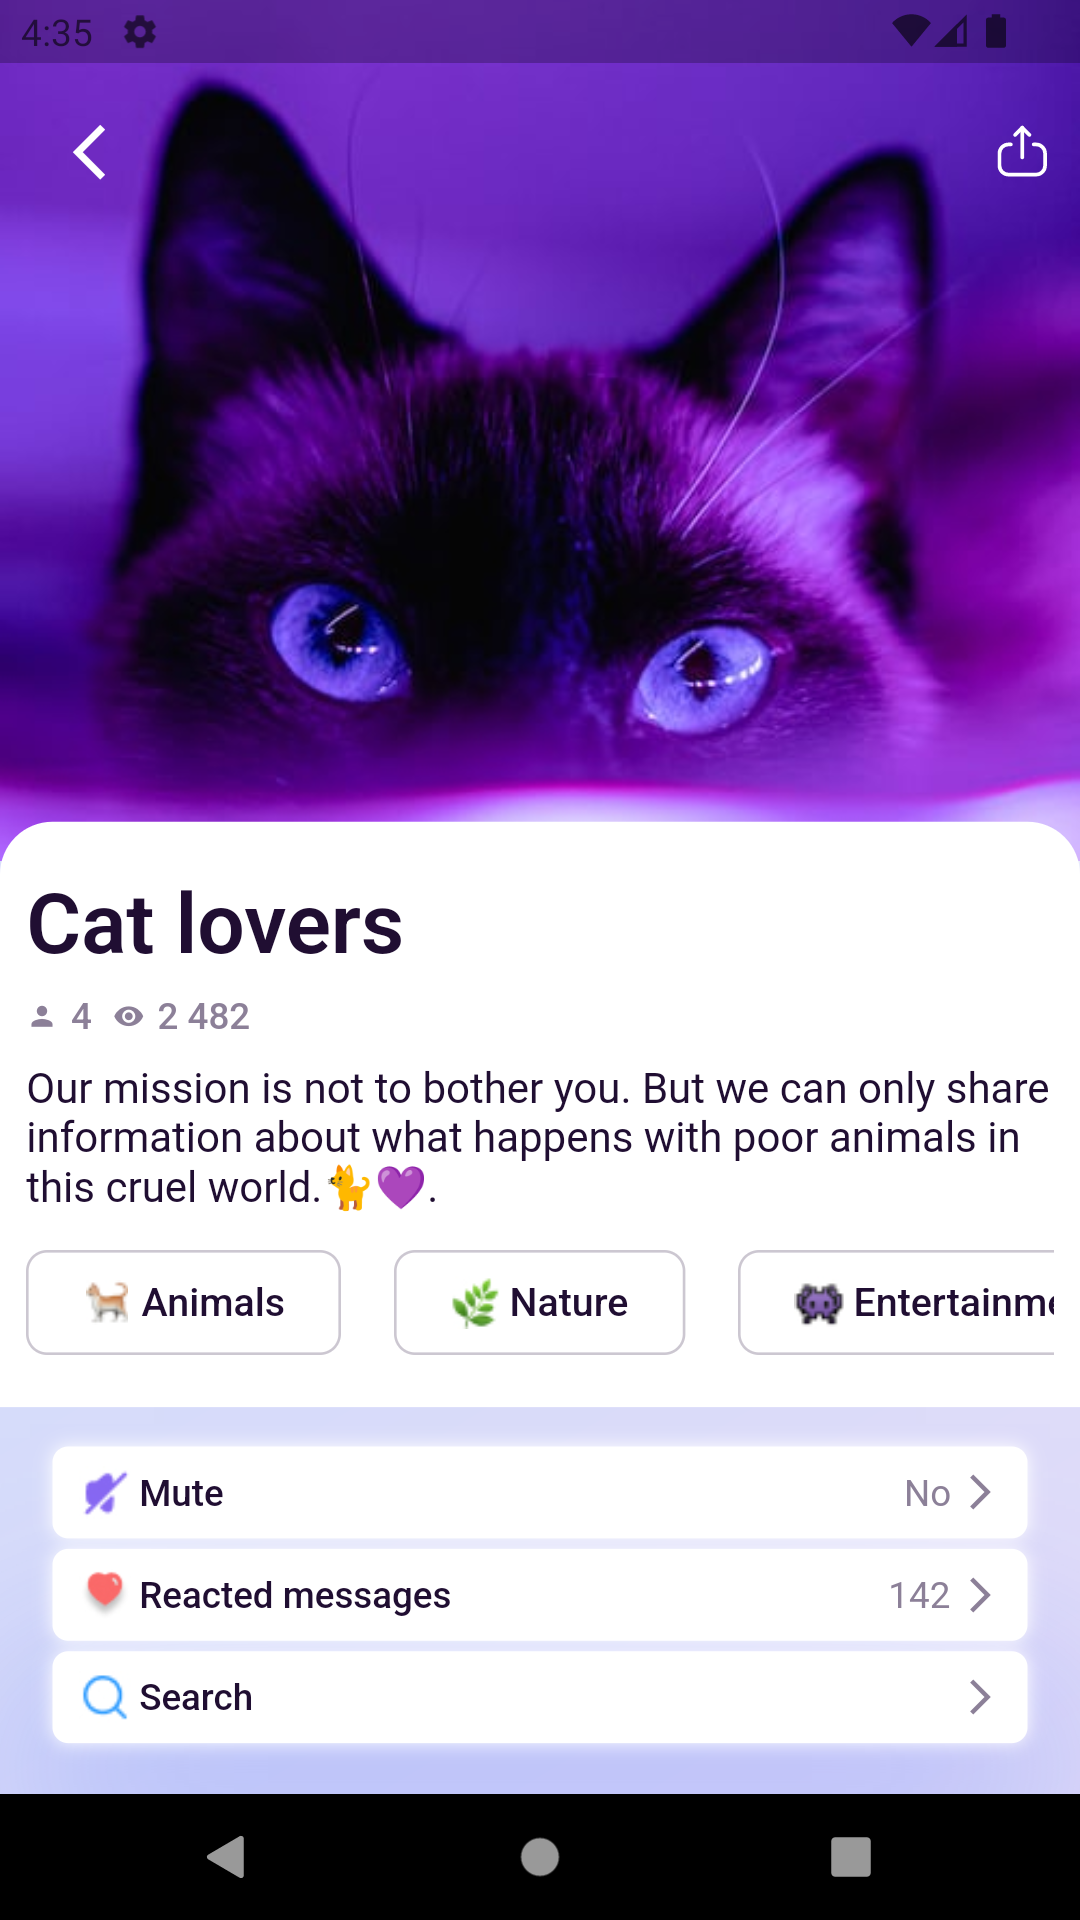 4:35
Cat lovers
4 2 482
Our mission is not to bother you. But we can only share
information about what happens with poor animals in
this cruel world.🐈💜.
Animals Nature Entertainme
Mute No
Reacted messages 142
Search